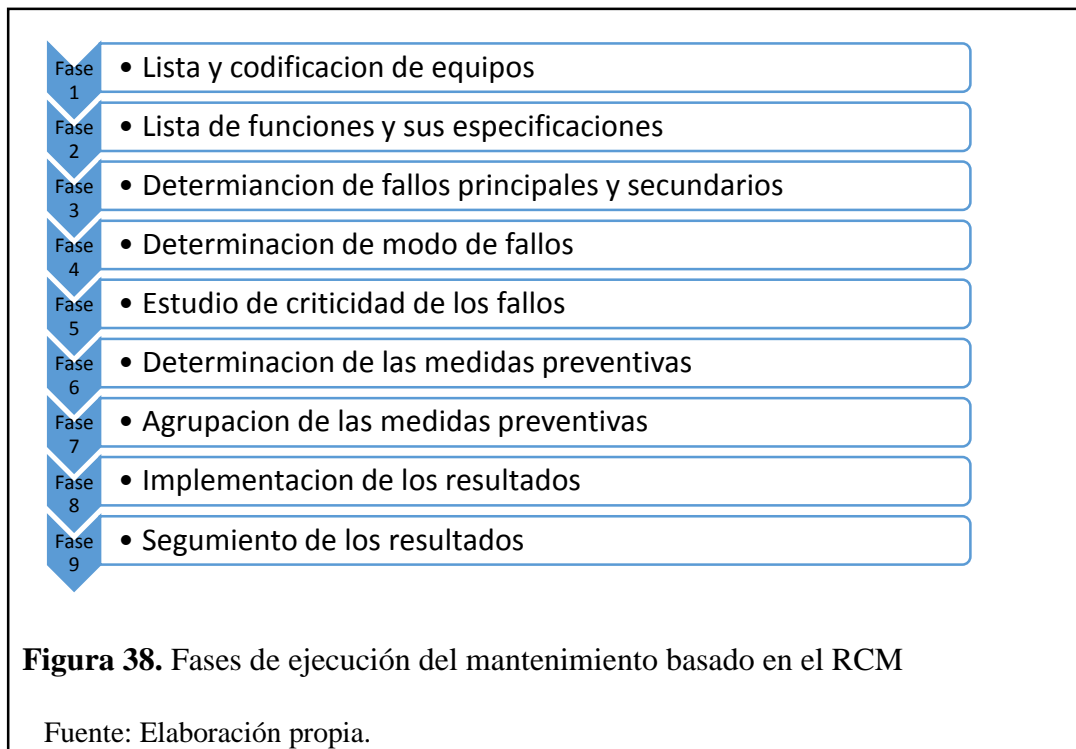 Fase
1
• Lista y codificacion de equipos
Fase
2
• Lista de funciones y sus especificaciones
Fase
3
• Determiancion de fallos principales y secundarios
Fase
4
• Determinacion de modo de fallos
Fase
5
• Estudio de criticidad de los fallos
Fase
6
• Determinacion de las medidas preventivas
Fase
7
• Agrupacion de las medidas preventivas
Fase
8
• Implementacion de los resultados
Fase
9
• Segumiento de los resultados
Figura 38. Fases de ejecución del mantenimiento basado en el RCM
Fuente: Elaboración propia.